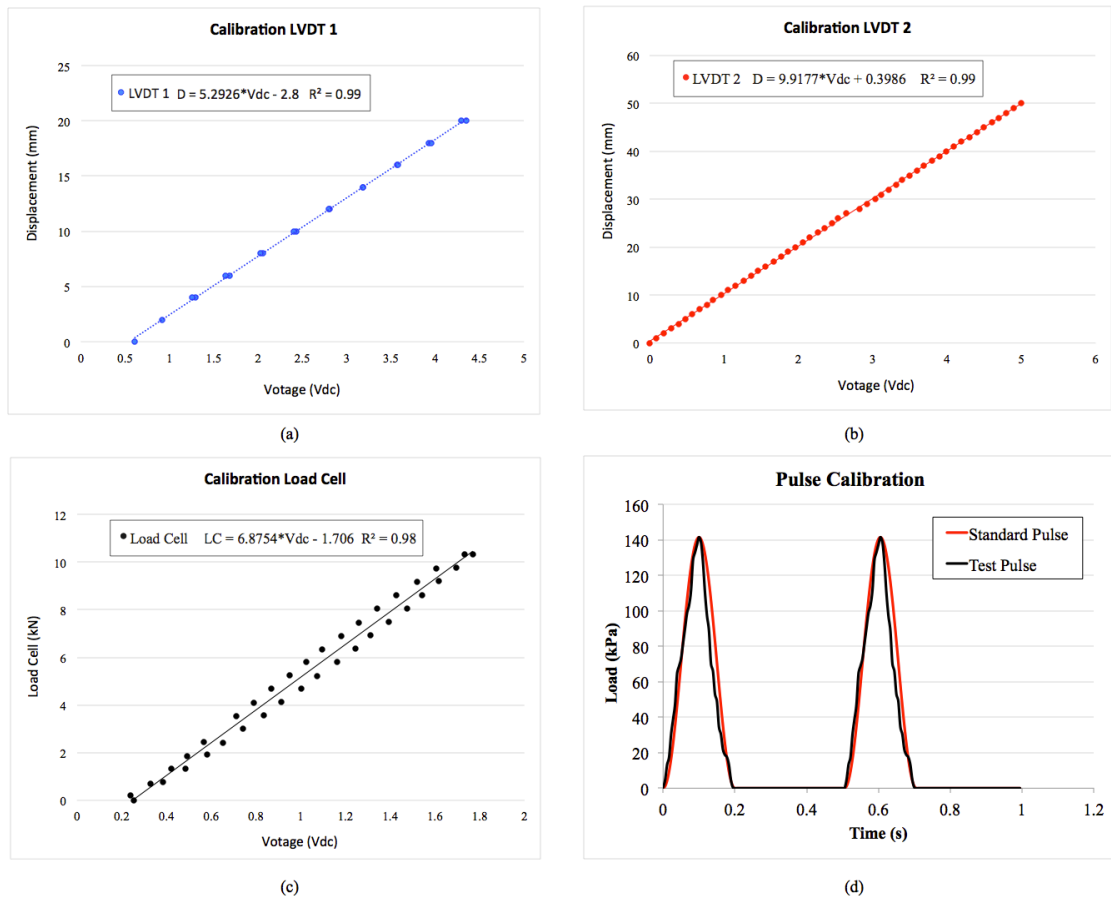 Calibration LVDT 1
25
LVDT 1 D = 5.2926*Vdc - 2.8 R² = 0.99
20
15
10
5
0
Displacement (mm)
0 0.5 1 1.5 2 2.5 3 3.5 4 4.5 5
Votage (Vdc)
(a)
Calibration LVDT 2
60
LVDT 2 D = 9.9177*Vdc + 0.3986 R² = 0.99
50
40
30
20
10
0
Displacement (mm)
0 1 2 3 4 5 6
Votage (Vdc)
(b)
Calibration Load Cell
12
Load Cell LC = 6.8754*Vdc - 1.706 R² = 0.98
10
8
6
4
2
0
Load Cell (kN)
0 0.2 0.4 0.6 0.8 1 1.2 1.4 1.6 1.8 2
Votage (Vdc)
(c)
Pulse Calibration
160
140
120
100
80
60
40
20
0
Load (kPa)
Standard Pulse
Test Pulse
0 0.2 0.4 0.6 0.8 1 1.2
Time (s)
(d)